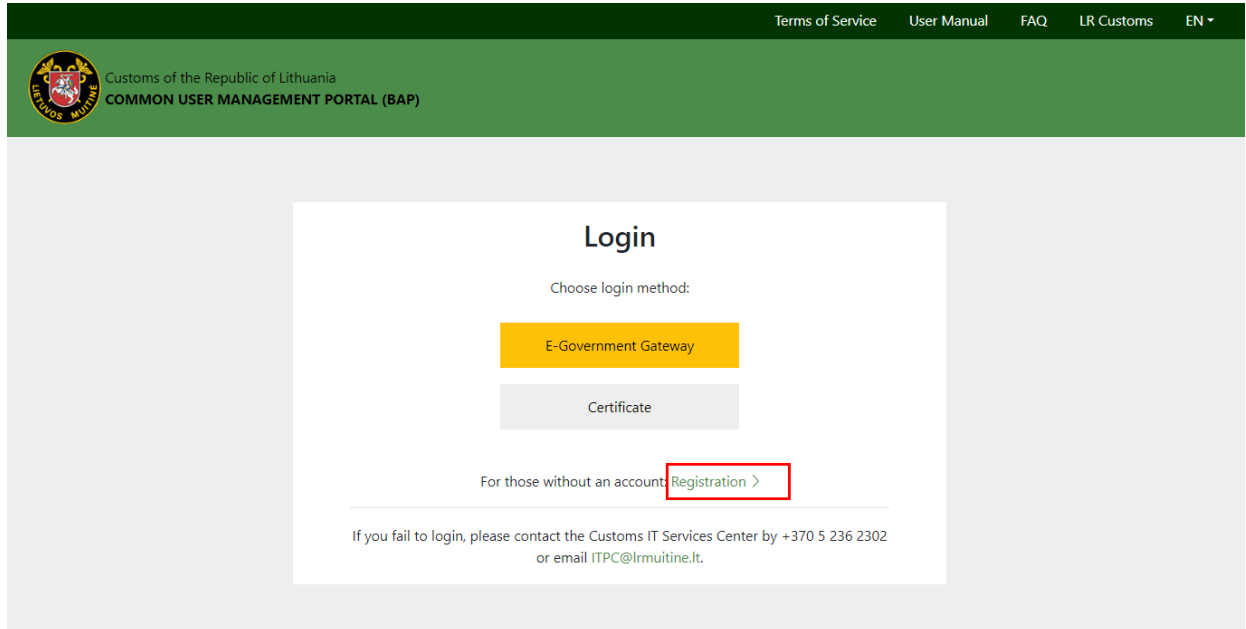 Terms of Service User Manual FAQ LR Customs EN
LIETUVOS MUITINĖ
Customs of the Republic of Lithuania
COMMON USER MANAGEMENT PORTAL (BAP)
Login
Choose login method:
E-Government Gateway
Certificate
For those without an account: Registration >
If you fail to login, please contact the Customs IT Services Center by +370 5 236 2302
or email ITPC@lrmuitine.lt.